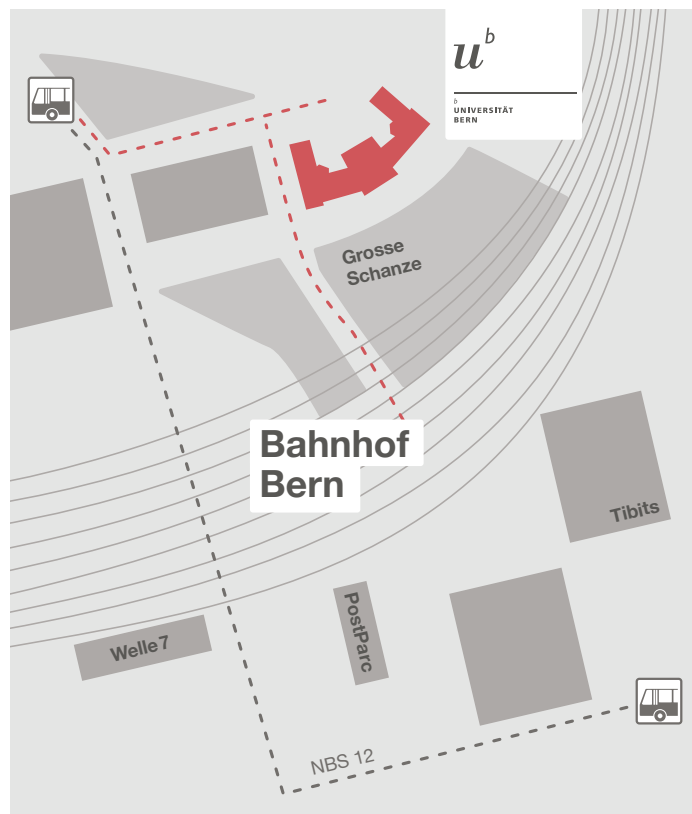 u
b
b
UNIVERSITÄT
BERN
Grosse
Schanze
Bahnhof
Bern
Tibits
PostParc
Welle7
NBS 12